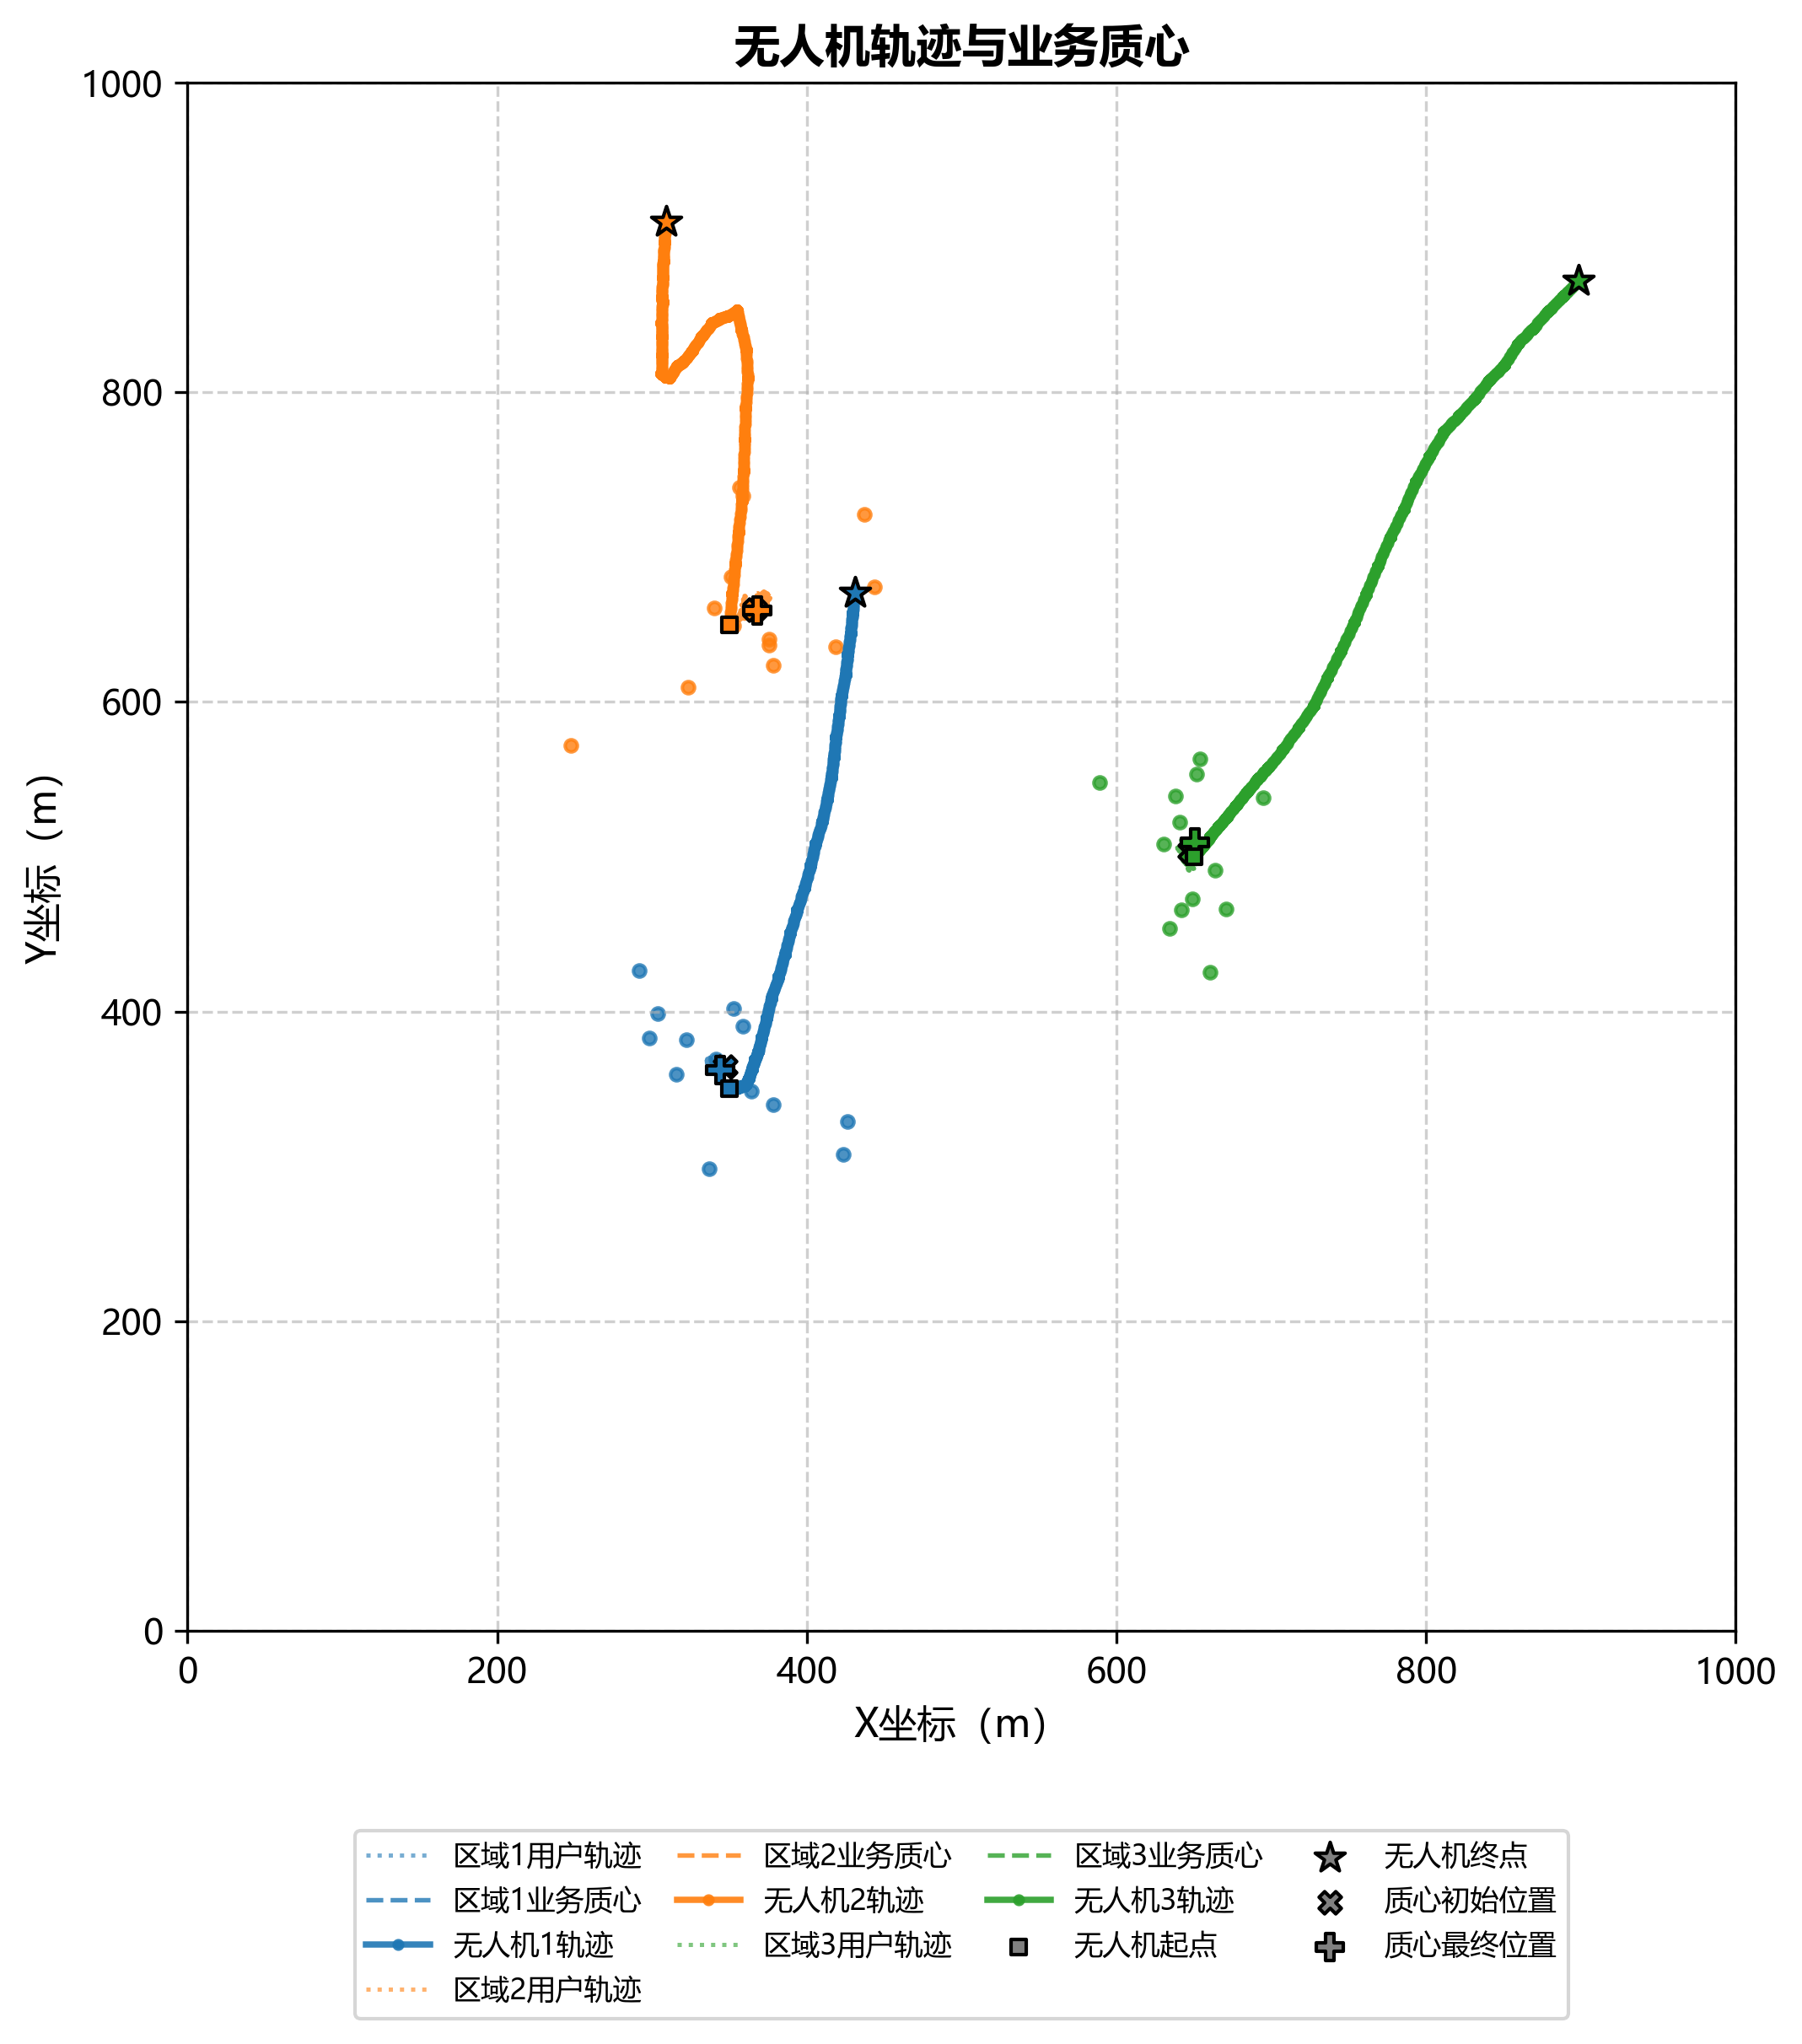 无人机轨迹与业务质心
1000
800
600
400
200
0
Y坐标（m）
0 200 400 600 800 1000
X坐标（m）
区域1用户轨迹 区域2业务质心 区域3业务质心 无人机终点
区域1业务质心 无人机2轨迹 无人机3轨迹 质心初始位置
无人机1轨迹 区域3用户轨迹 无人机起点 质心最终位置
区域2用户轨迹